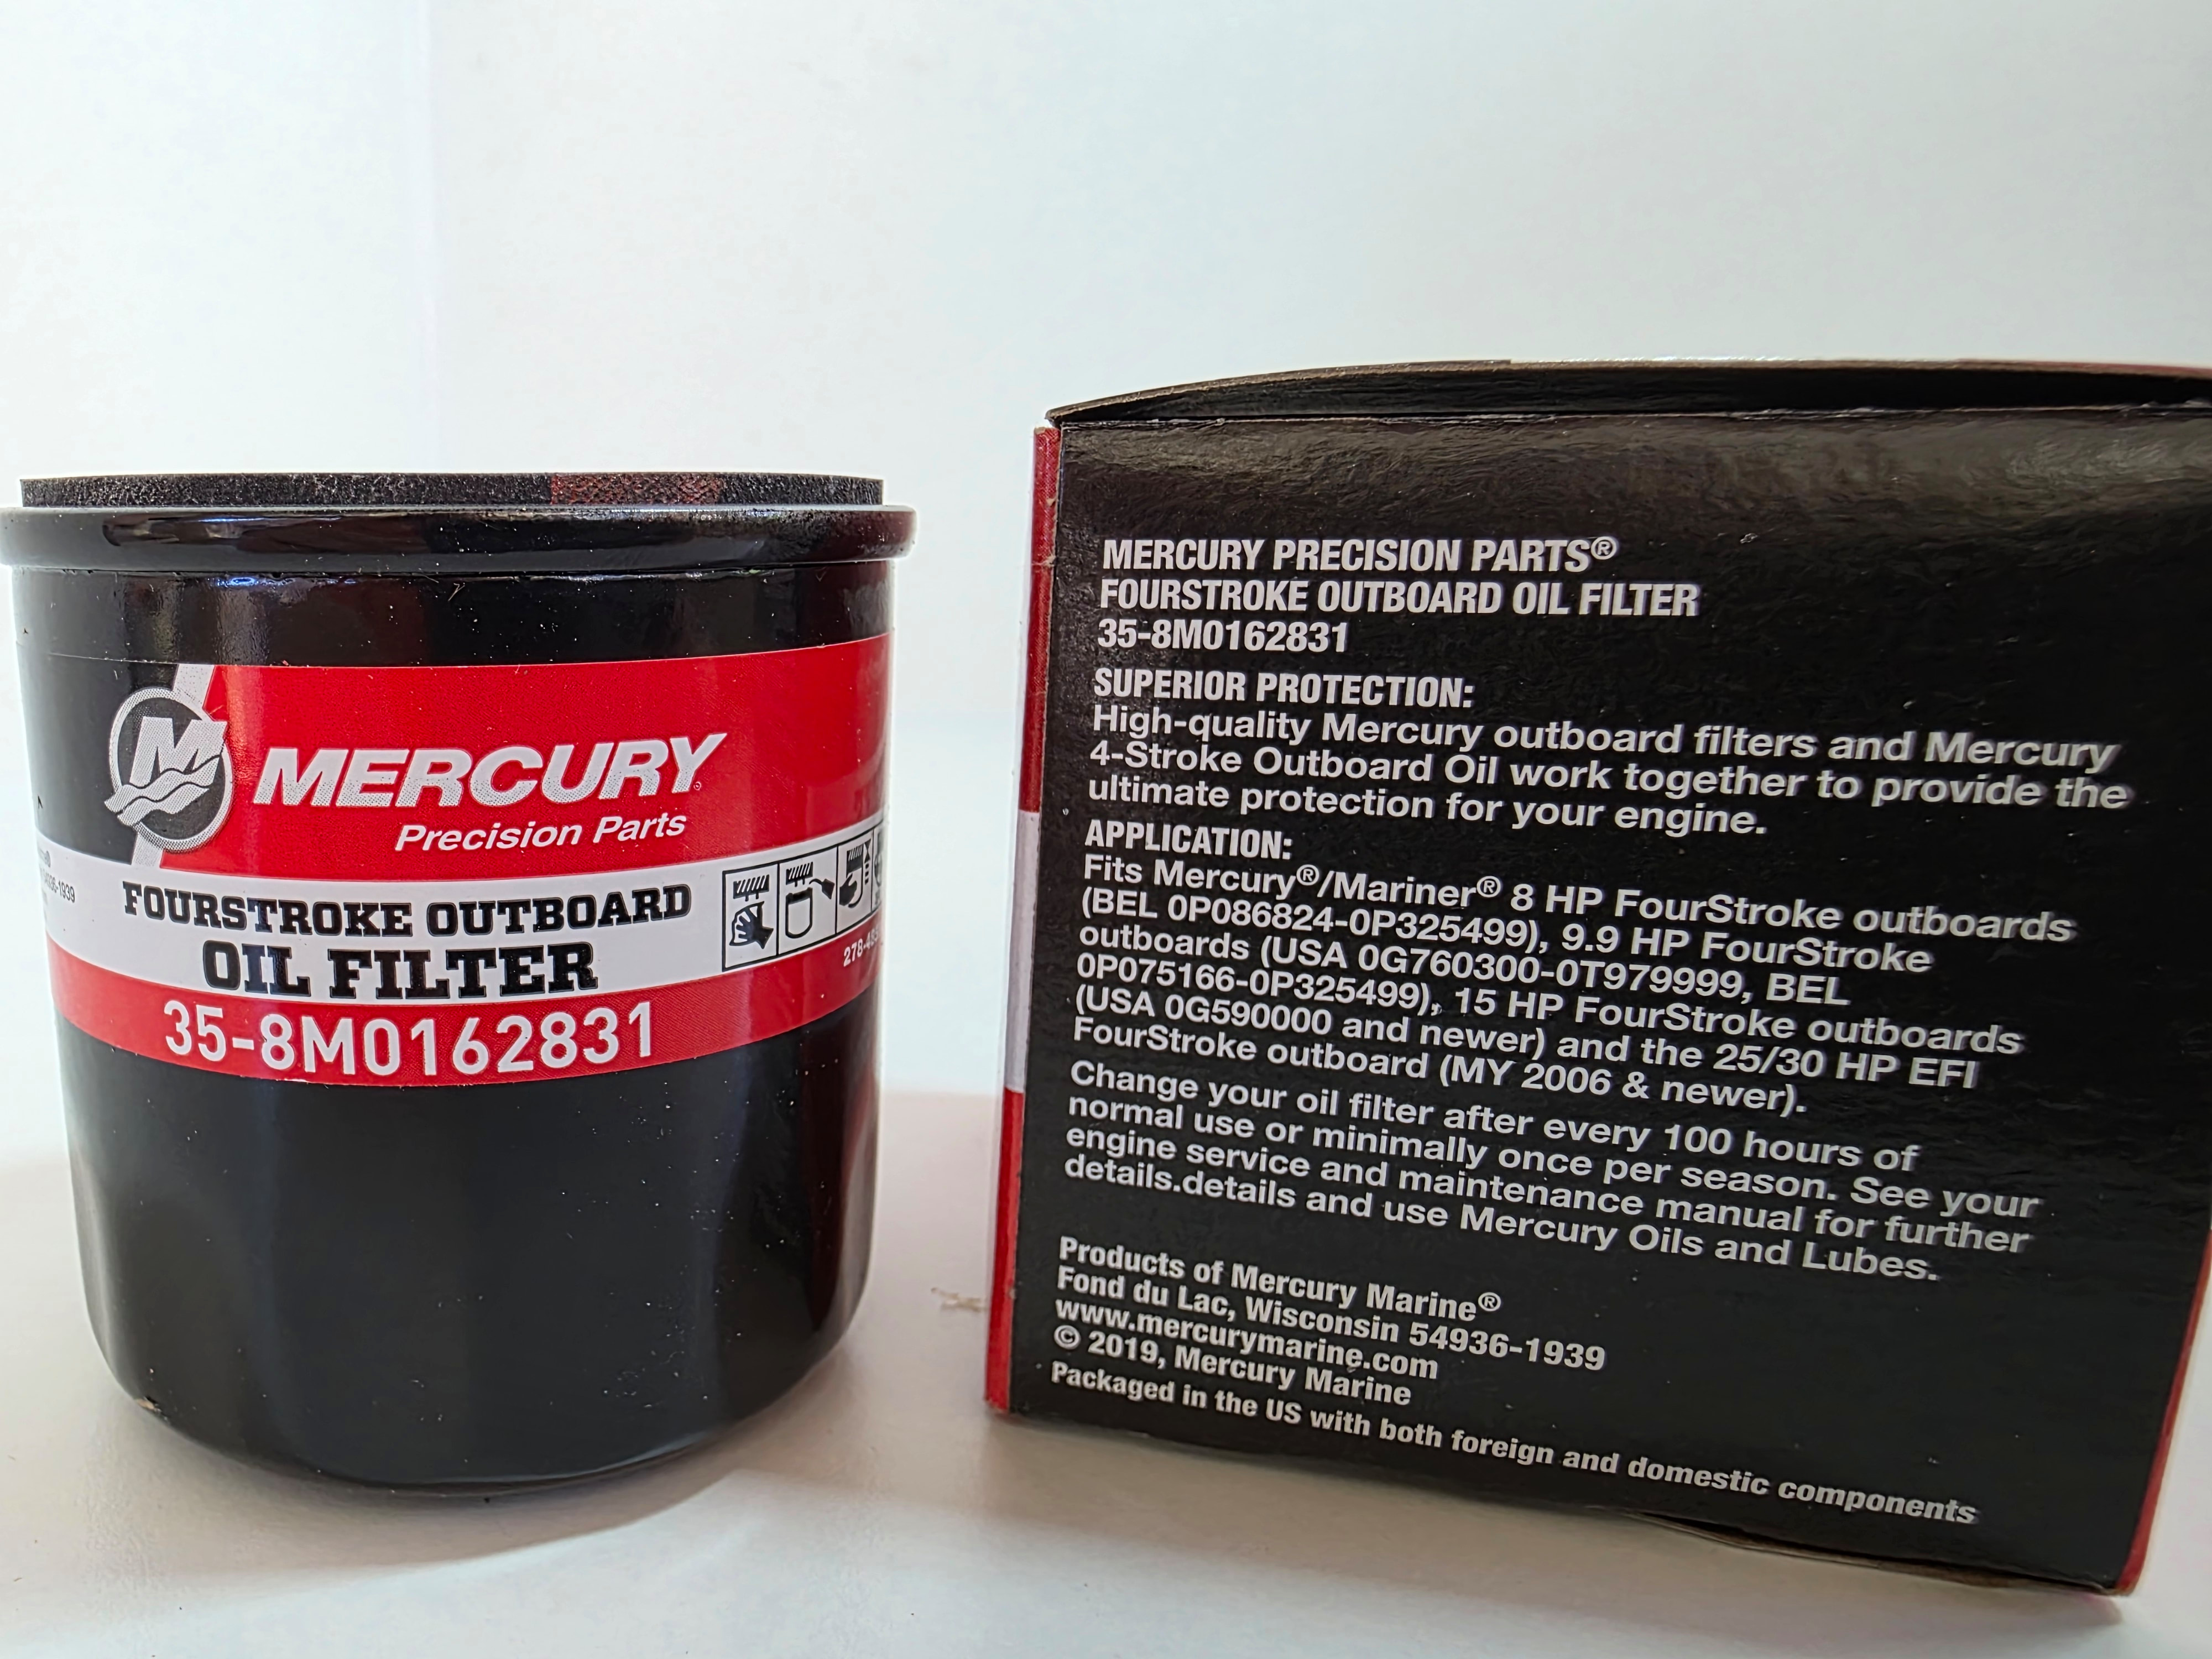 M
MERCURY
Precision Parts
FOURSTROKE OUTBOARD
OIL FILTER
35-8M0162831
MERCURY PRECISION PARTS®
FOURSTROKE OUTBOARD OIL FILTER
35-8M0162831
SUPERIOR PROTECTION:
High-quality Mercury outboard filters and Mercury
4-Stroke Outboard Oil work together to provide the
ultimate protection for your engine.
APPLICATION:
Fits Mercury®/Mariner® 8 HP FourStroke outboards
(BEL 0P086824-0P325499), 9.9 HP FourStroke
outboards (USA 0G760300-0T979999, BEL
0P075166-0P325499), 15 HP FourStroke outboards
(USA 0G590000 and newer) and the 25/30 HP EFI
FourStroke outboard (MY 2006 & newer).
Change your oil filter after every 100 hours of
normal use or minimally once per season. See your
engine service and maintenance manual for further
details.details and use Mercury Oils and Lubes.
Products of Mercury Marine®
Fond du Lac, Wisconsin 54936-1939
www.mercurymarine.com
© 2019, Mercury Marine
Packaged in the US with both foreign and domestic components